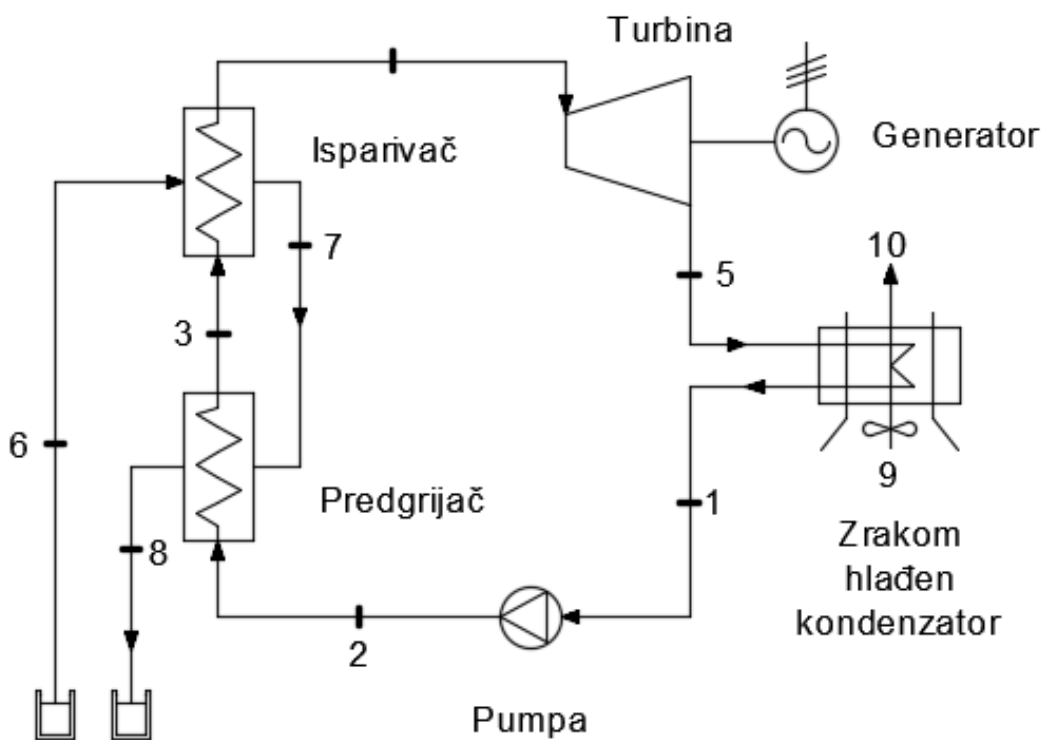 Turbina
Generator
Isparivač
7
10
5
3
6
Predgrijač
9
1
8
Zrakom
hlađen
kondenzator
2
Pumpa